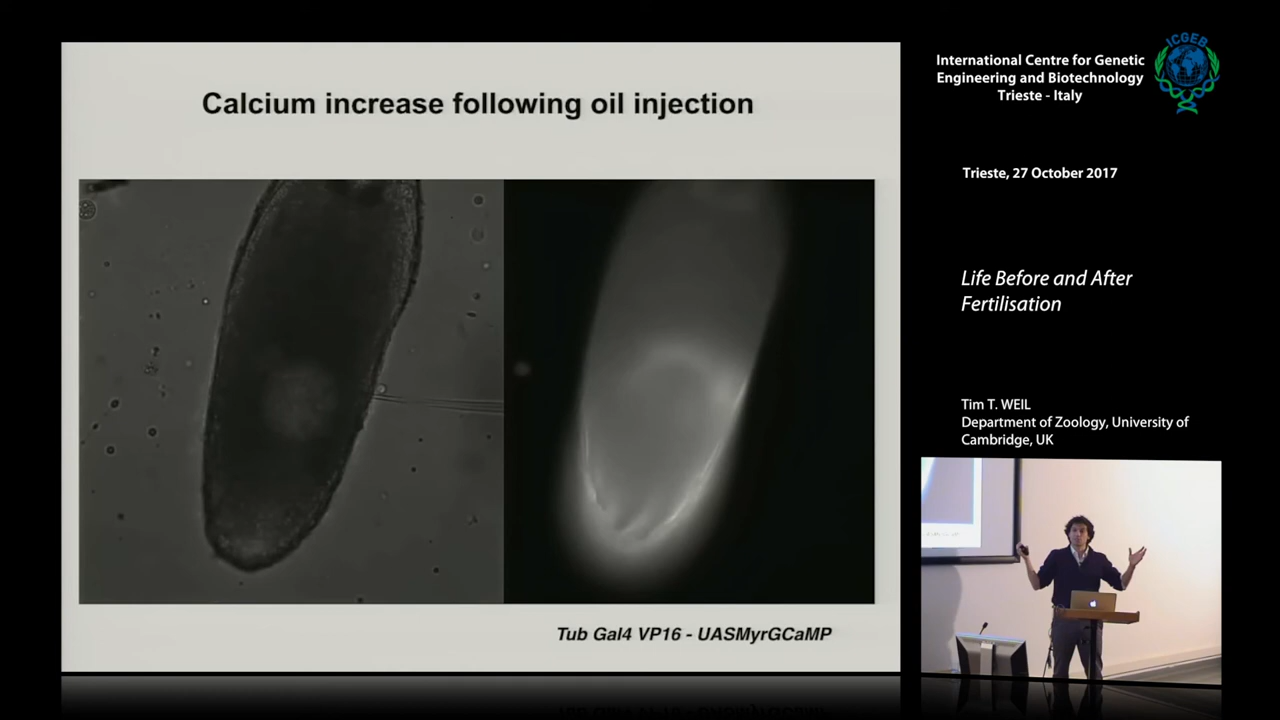 Calcium increase following oil injection
Tub Gal4 VP16 - UASMyrGCaMP
ICGEB
International Centre for Genetic
Engineering and Biotechnology
Trieste - Italy
Trieste, 27 October 2017
Life Before and After
Fertilisation
Tim T. WEIL
Department of Zoology, University of
Cambridge, UK